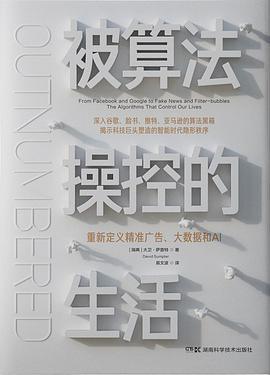 OUTNUMBERED
被算法
From Facebook and Google to Fake News and Filter-bubbles
The Algorithms That Control Our Lives
深入谷歌、脸书、推特、亚马逊的算法黑箱
揭示科技巨头塑造的智能时代隐形秩序
操控的
重新定义精准广告、大数据和AI
[瑞典] 大卫·萨普特 著
David Sumpter
易文波 译
生活
湖南科学技术出版社